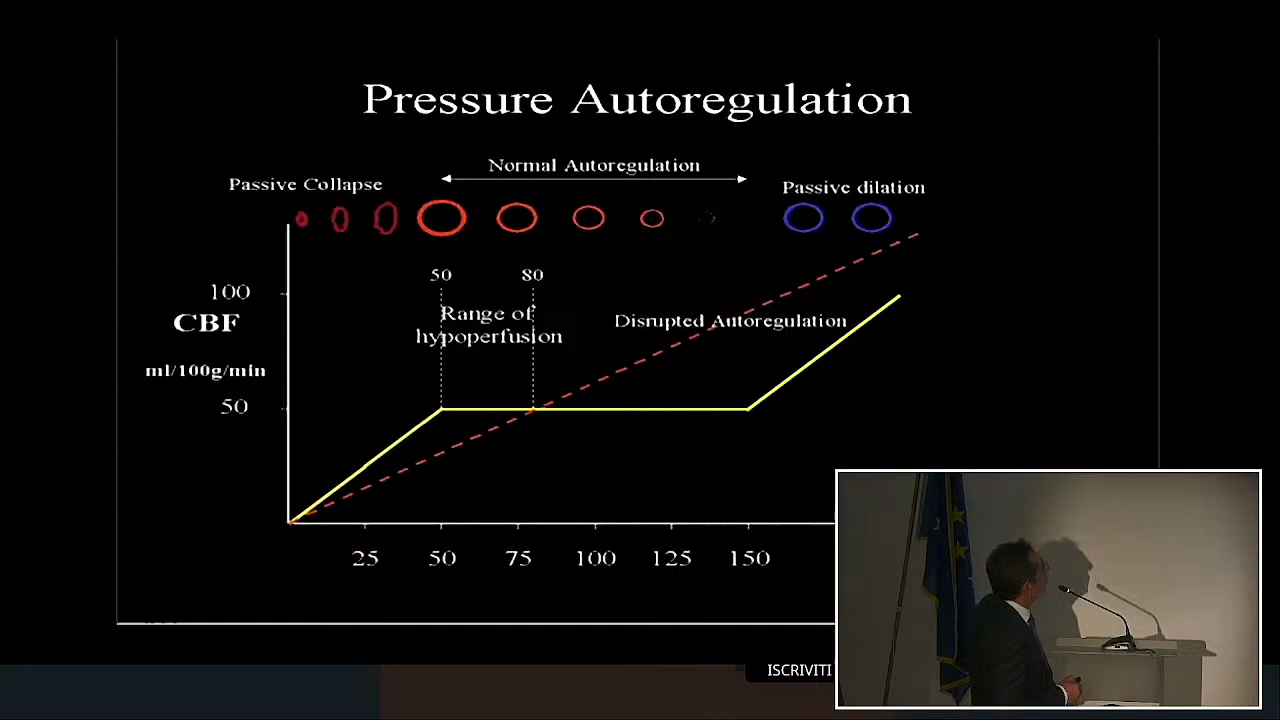 Pressure Autoregulation
Normal Autoregulation
Passive Collapse
Passive dilation
50 80
100
Range of
hypoperfusion
Disrupted Autoregulation
CBF
ml/100g/min
50
25 50 75 100 125 150
ISCRIVITI